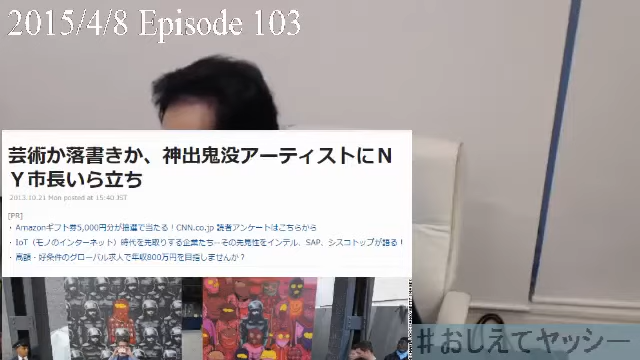 2015/4/8 Episode 103
芸術か落書きか、神出鬼没アーティストにＮ
Ｙ市長いら立ち
2013.10.21 Mon posted at 15:40 JST
[PR]
・ Amazonギフト券5,000円分が抽選で当たる！CNN.co.jp 読者アンケートはこちらから
・ IoT（モノのインターネット）時代を先取りする企業たち―その先見性をインテル、SAP、シスコトップが語る！
・ 高額・好条件のグローバル求人で年収800万円を目指しませんか？
#おしえてヤッシー